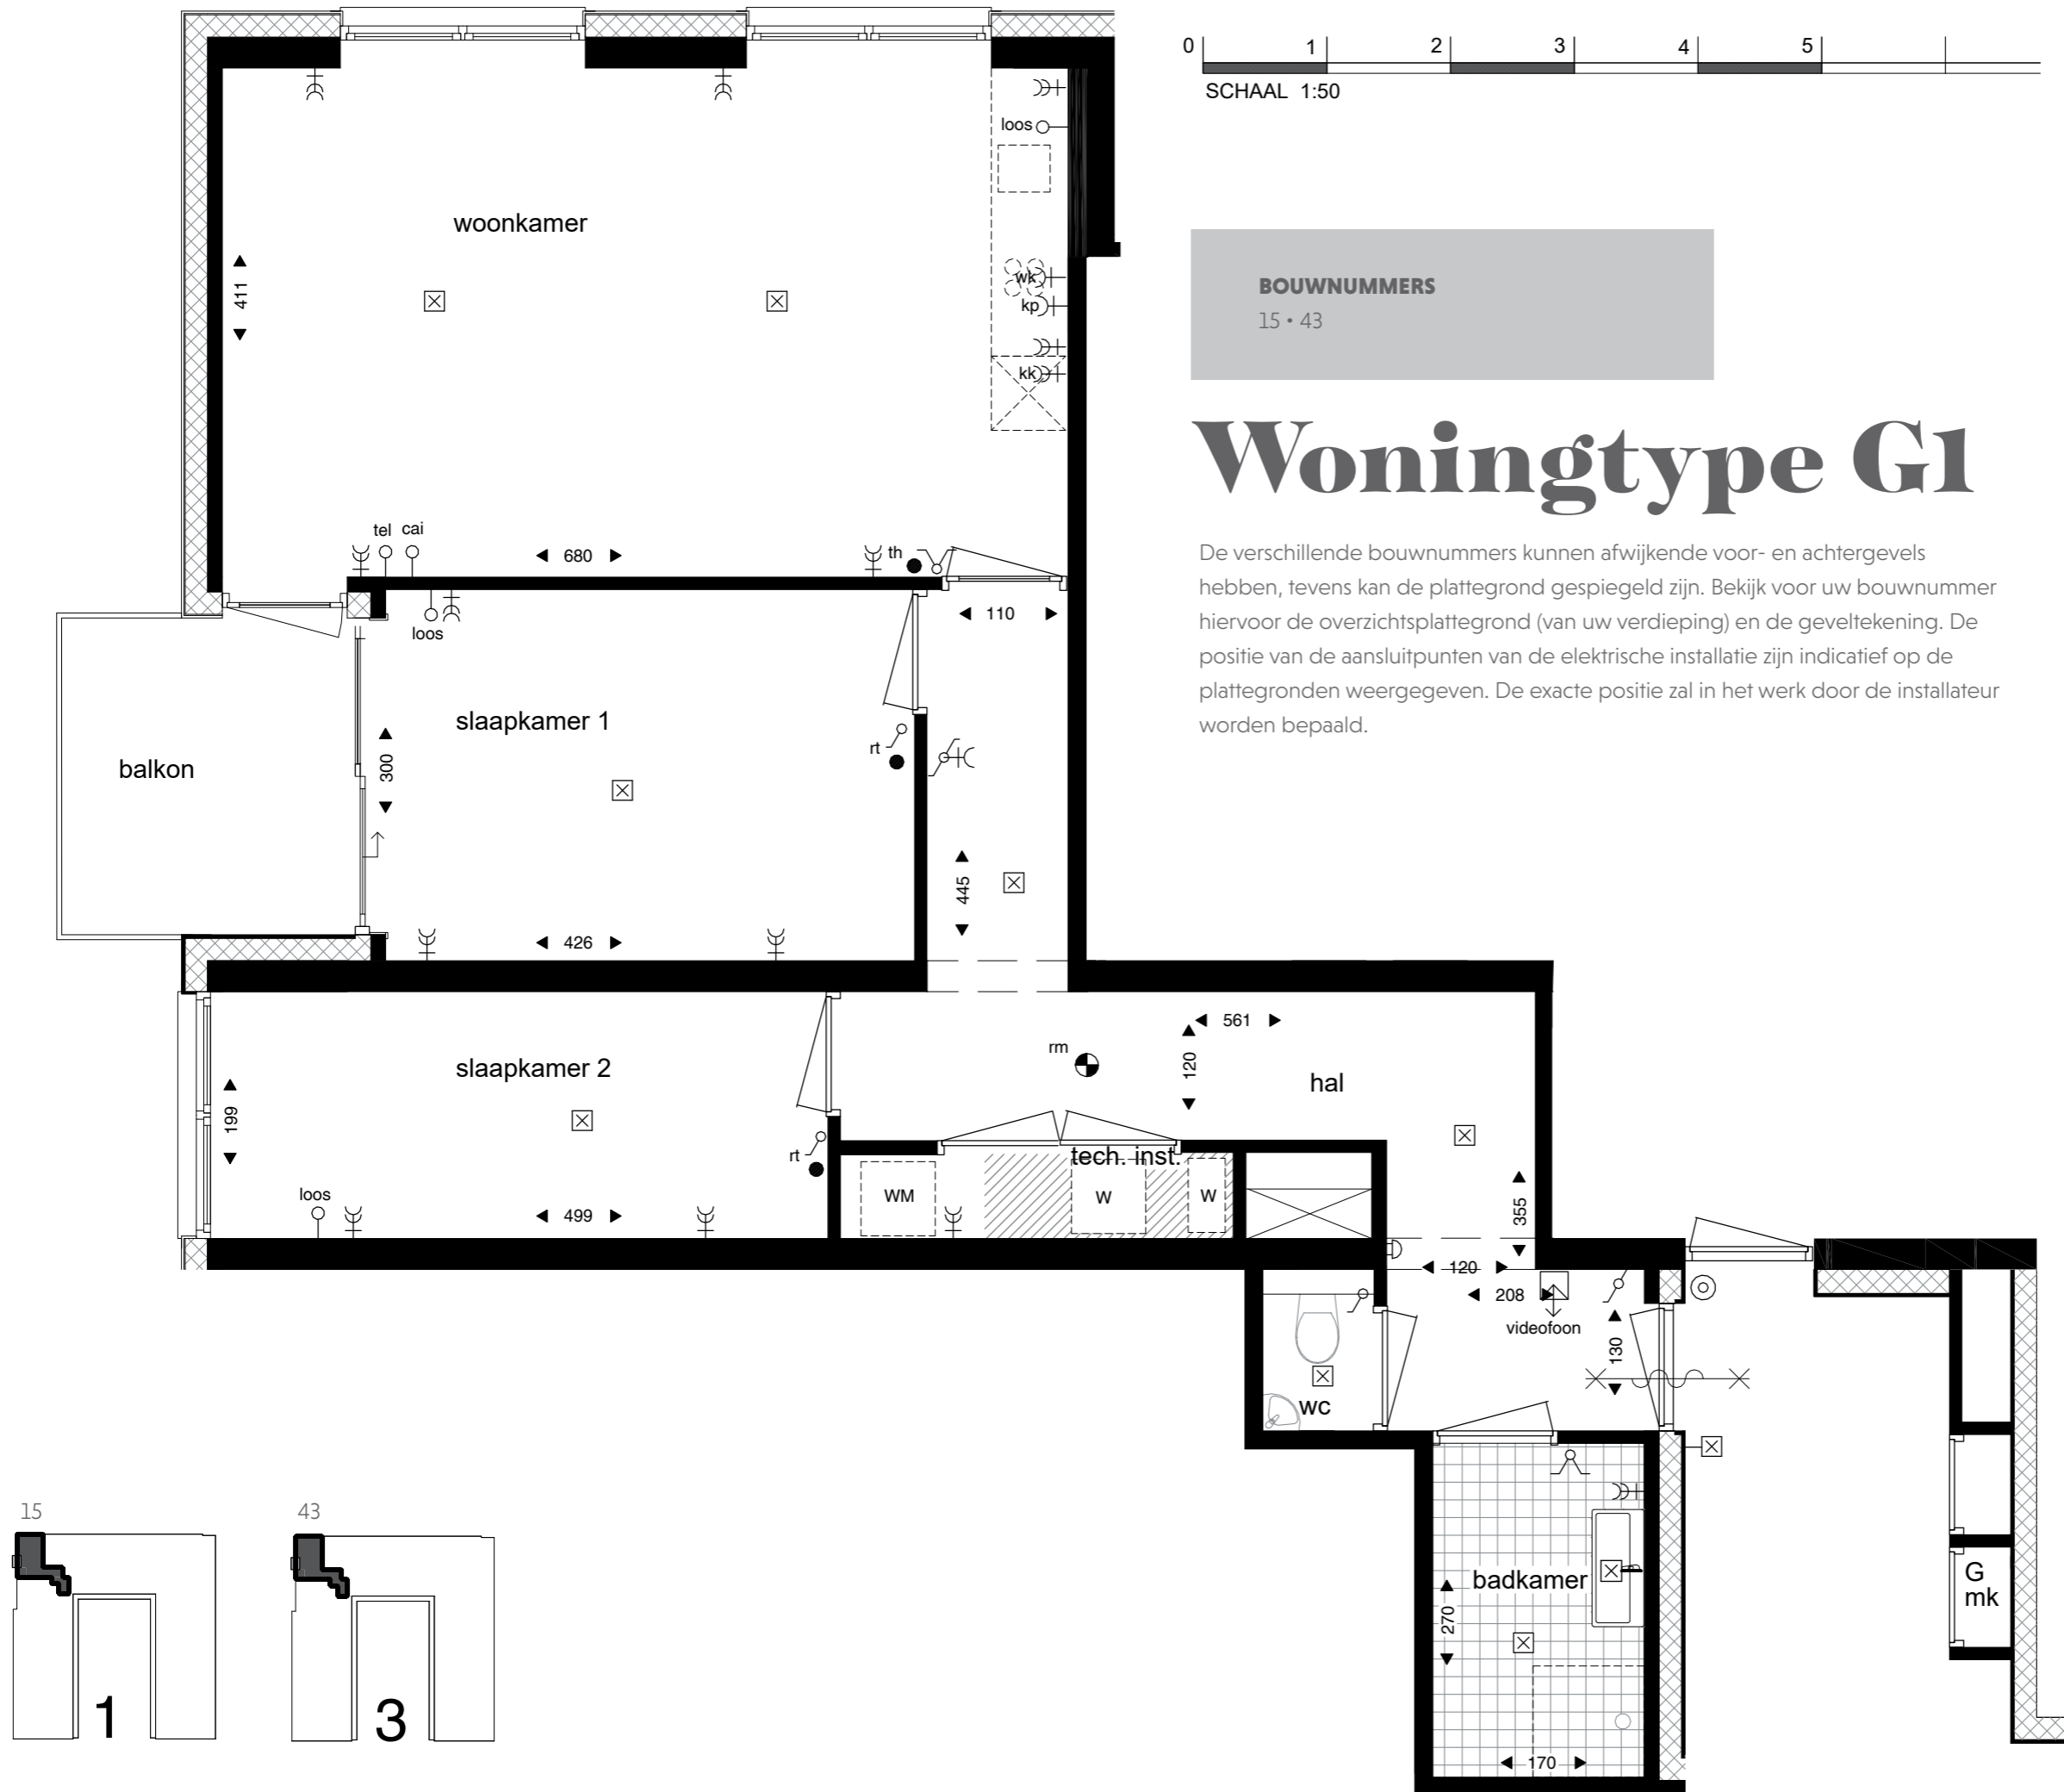 0 1 2 3 4 5
SCHAAL 1:50
loos
woonkamer
BOUWNUMMERS
15 • 43
411
wk
kp
kk
Woningtype G1
De verschillende bouwnummers kunnen afwijkende voor- en achtergevels
hebben, tevens kan de plattegrond gespiegeld zijn. Bekijk voor uw bouwnummer
hiervoor de overzichtsplattegrond (van uw verdieping) en de geveltekening. De
positie van de aansluitpunten van de elektrische installatie zijn indicatief op de
plattegronden weergegeven. De exacte positie zal in het werk door de installateur
worden bepaald.
tel cai
680
th
110
loos
slaapkamer 1
rt
balkon
300
445
426
561
rm
120
slaapkamer 2
hal
199
rt
tech. inst.
WM
W
W
loos
499
355
120
208
videofoon
130
WC
15
43
badkamer
G
mk
270
1
3
170